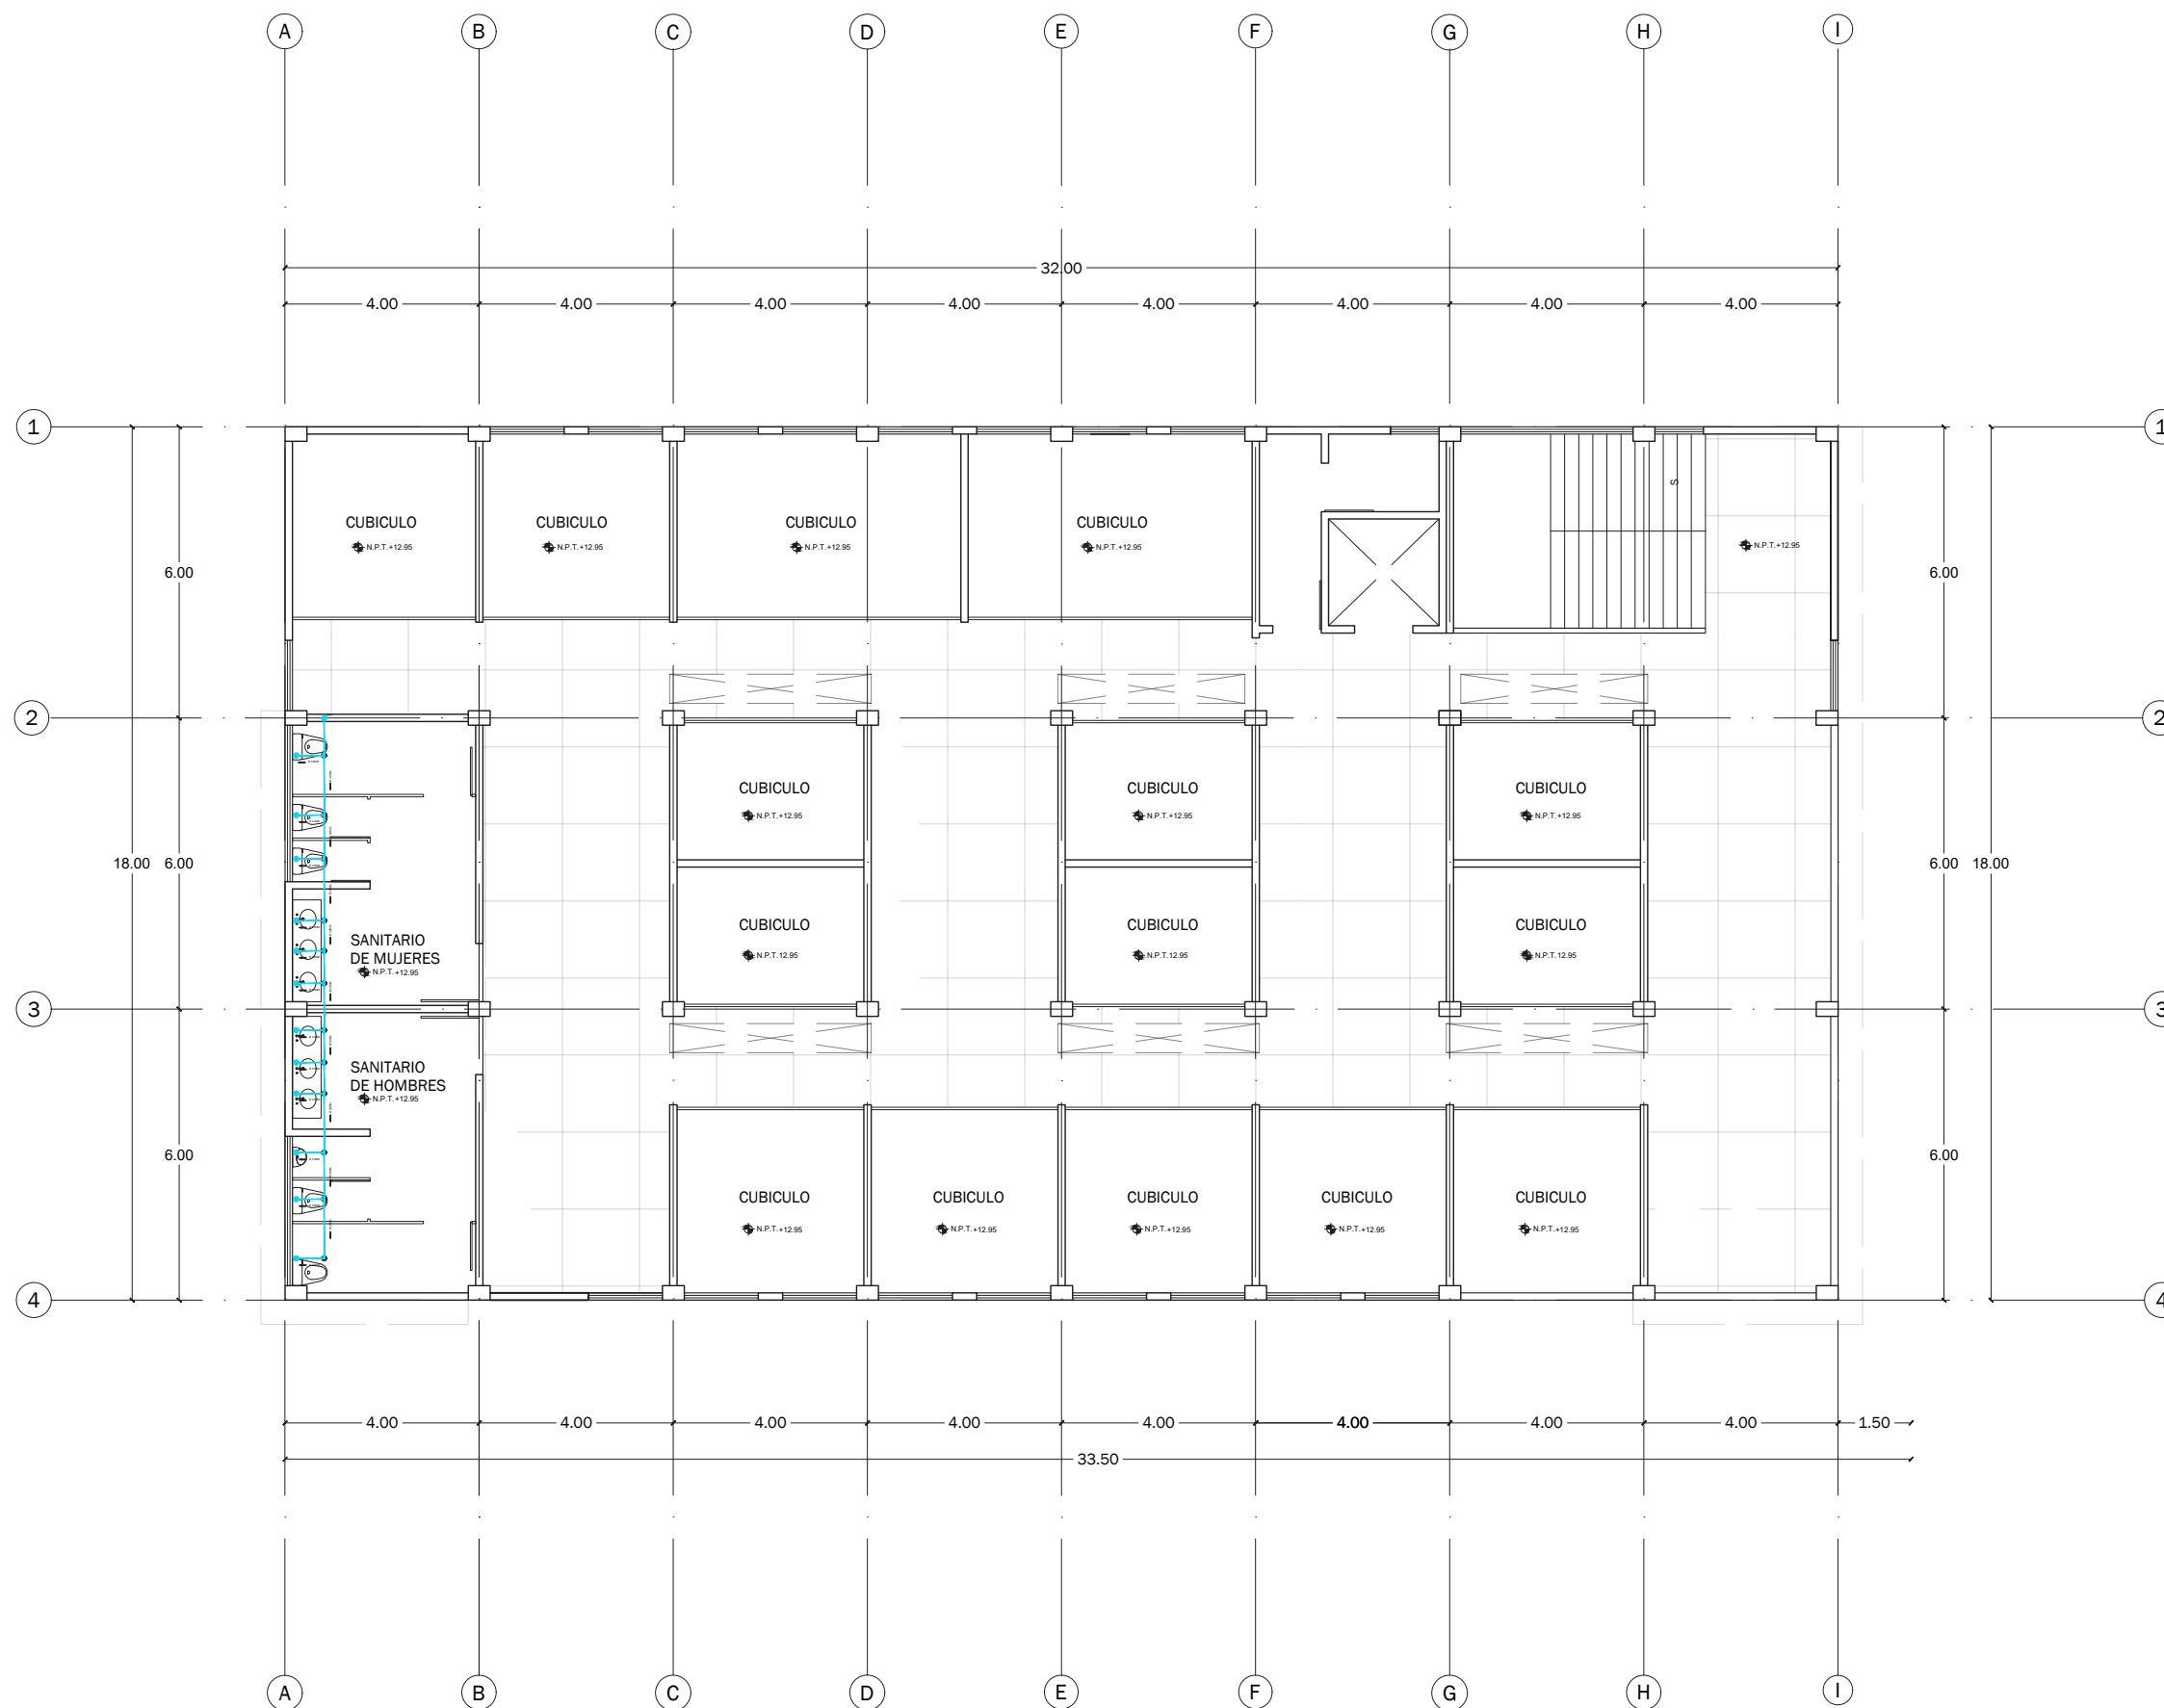 A B C D E F G H I
32.00
4.00 4.00 4.00 4.00 4.00 4.00 4.00 4.00
1 1
CUBICULO CUBICULO CUBICULO CUBICULO
S
N.P.T.+12.95 N.P.T.+12.95 N.P.T.+12.95 N.P.T.+12.95 N.P.T.+12.95
6.00 6.00
2 2
CUBICULO CUBICULO CUBICULO
N.P.T.+12.95 N.P.T.+12.95 N.P.T.+12.95
18.00 6.00 6.00 18.00
CUBICULO CUBICULO CUBICULO
SANITARIO
DE MUJERES
N.P.T.12.95 N.P.T.12.95 N.P.T.12.95
N.P.T.+12.95
3 3
SANITARIO
DE HOMBRES
N.P.T.+12.95
6.00 6.00
CUBICULO CUBICULO CUBICULO CUBICULO CUBICULO
N.P.T.+12.95 N.P.T.+12.95 N.P.T.+12.95 N.P.T.+12.95 N.P.T.+12.95
4 4
4.00 4.00 4.00 4.00 4.00 4.00 4.00 4.00 1.50
33.50
A B C D E F G H I